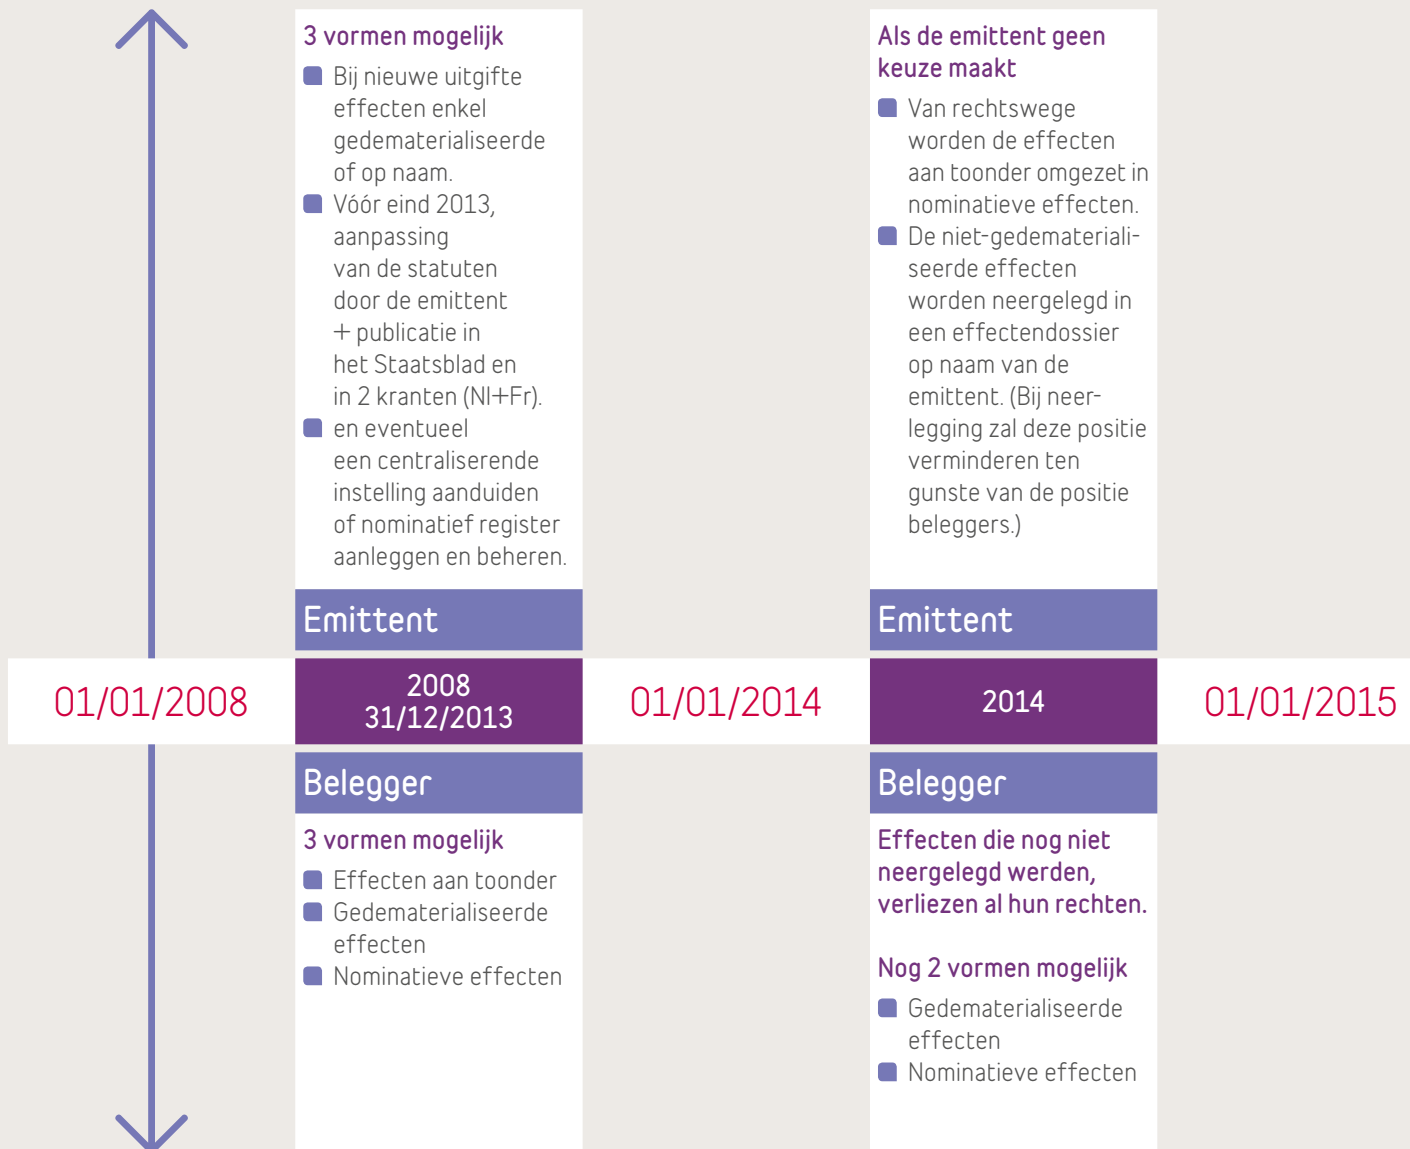 3 vormen mogelijk
Bij nieuwe uitgifte
effecten enkel
gedematerialiseerde
of op naam.
Vóór eind 2013,
aanpassing
van de statuten
door de emittent
+ publicatie in
het Staatsblad en
in 2 kranten (Nl+Fr).
en eventueel
een centraliserende
instelling aanduiden
of nominatief register
aanleggen en beheren.
Emittent
Als de emittent geen
keuze maakt
Van rechtswege
worden de effecten
aan toonder omgezet in
nominatieve effecten.
De niet-gedemateriali-
seerde effecten
worden neergelegd in
een effectendossier
op naam van de
emittent. (Bij neer-
legging zal deze positie
verminderen ten
gunste van de positie
beleggers.)
Emittent
01/01/2008
2008
31/12/2013
01/01/2014
2014
01/01/2015
Belegger
3 vormen mogelijk
Effecten aan toonder
Gedematerialiseerde
effecten
Nominatieve effecten
Belegger
Effecten die nog niet
neergelegd werden,
verliezen al hun rechten.
Nog 2 vormen mogelijk
Gedematerialiseerde
effecten
Nominatieve effecten